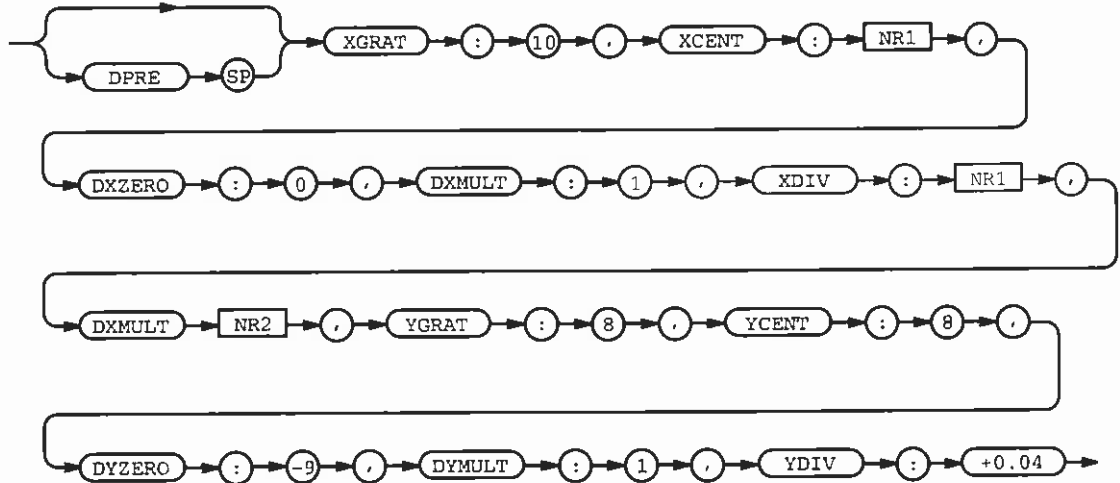 XGRAT : 10 , XCENT : NR1 ,
DPRE SP
DXZERO : 0 , DXMULT : 1 , XDIV : NR1 ,
DXMULT NR2 , YGRAT : 8 , YCENT : 8 ,
DYZERO : -9 , DYMULT : 1 , YDIV : +0.04